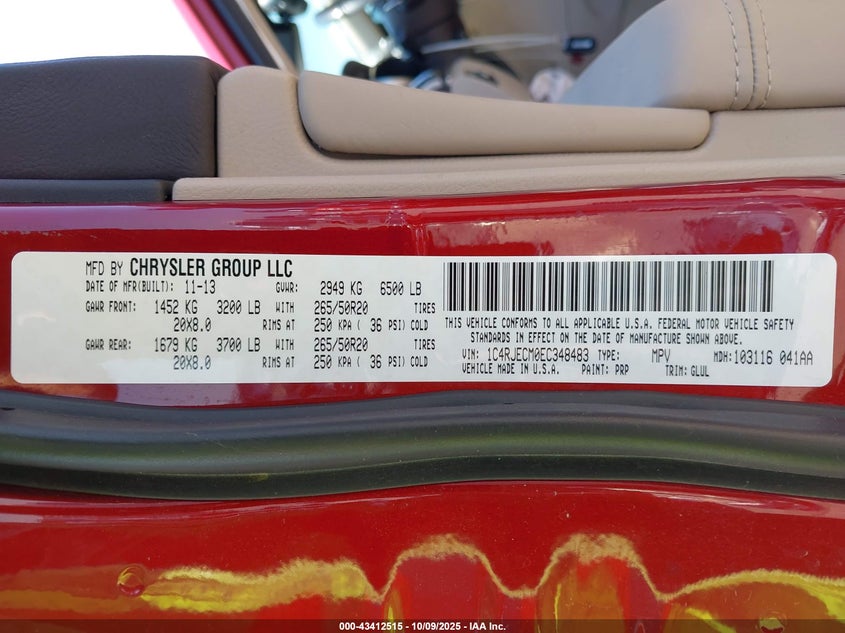 MFD BY CHRYSLER GROUP LLC
DATE OF MFR(BUILT): 11-13 GVWR: 2949 KG 6500 LB
GAWR FRONT: 1452 KG 3200 LB WITH 265/50R20 TIRES
20X8.0 RIMS AT 250 KPA ( 36 PSI) COLD
GAWR REAR: 1679 KG 3700 LB WITH 265/50R20 TIRES
20X8.0 RIMS AT 250 KPA ( 36 PSI) COLD
THIS VEHICLE CONFORMS TO ALL APPLICABLE U.S.A. FEDERAL MOTOR VEHICLE SAFETY
STANDARDS IN EFFECT ON THE DATE OF MANUFACTURE SHOWN ABOVE.
VIN: 1C4RJECM0EC348483 TYPE: MPV MDH: 103116 041AA
VEHICLE MADE IN U.S.A. PAINT: PRP TRIM: GLUL
000-43412515 - 10/09/2025 - IAA Inc.